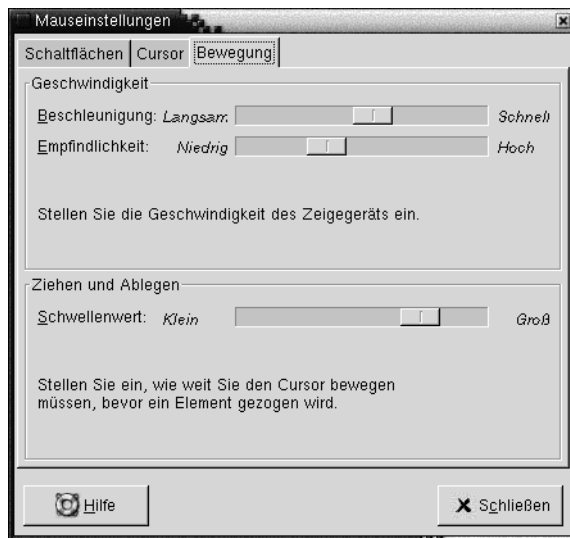 Mauseinstellungen
Schaltflächen Cursor Bewegung
Geschwindigkeit
Beschleunigung: Langsam Schnell
Empfindlichkeit: Niedrig Hoch
Stellen Sie die Geschwindigkeit des Zeigegeräts ein.
Ziehen und Ablegen
Schwellenwert: Klein Groß
Stellen Sie ein, wie weit Sie den Cursor bewegen
müssen, bevor ein Element gezogen wird.
Hilfe Schließen